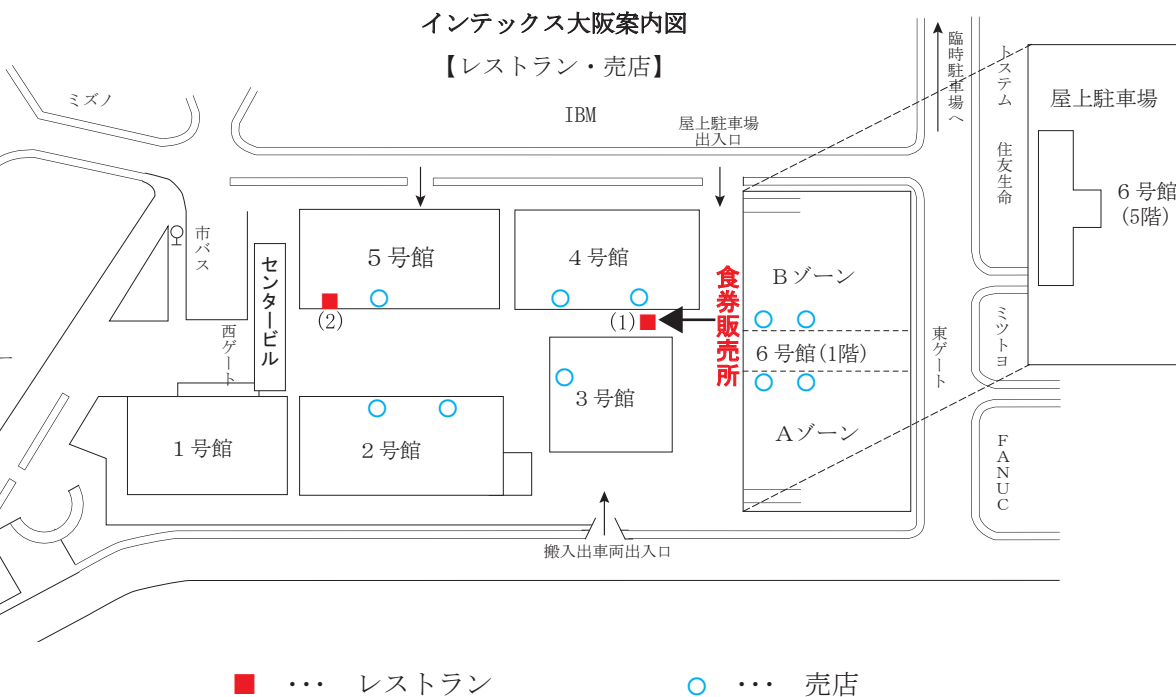 インテックス大阪案内図
【レストラン・売店】
ミズノ
IBM
屋上駐車場
出入口
臨時駐車場へ
トステム
住友生命
屋上駐車場
6号館
(5階)
市バス
センタービル
西ゲート
5号館
(2)
4号館
(1)
食券販売所
Bゾーン
6号館(1階)
Aゾーン
東ゲート
ミツトヨ
FANUC
3号館
1号館
2号館
搬入出車両出入口
■ ・・・ レストラン
○ ・・・ 売店